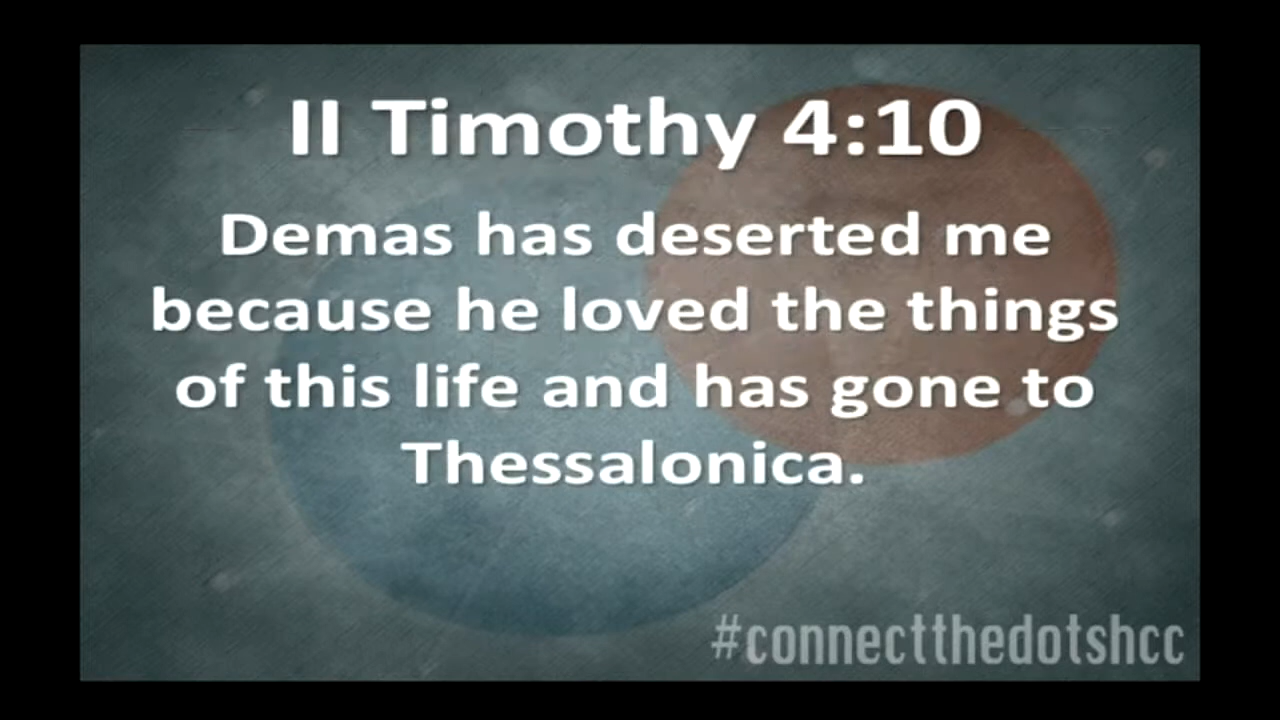 II Timothy 4:10
Demas has deserted me
because he loved the things
of this life and has gone to
Thessalonica.
#connectthedotshcc